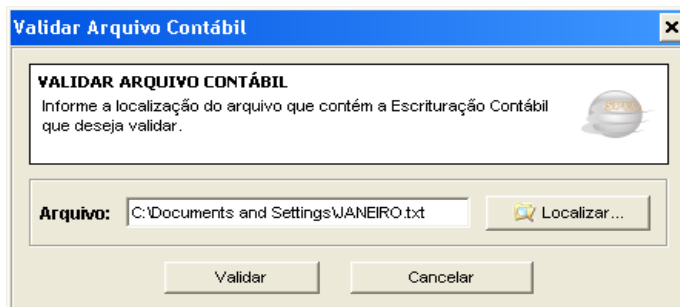 Validar Arquivo Contábil
VALIDAR ARQUIVO CONTÁBIL
Informe a localização do arquivo que contém a Escrituração Contábil
que deseja validar.
Arquivo: C:\Documents and Settings\JANEIRO.txt Localizar...
Validar Cancelar